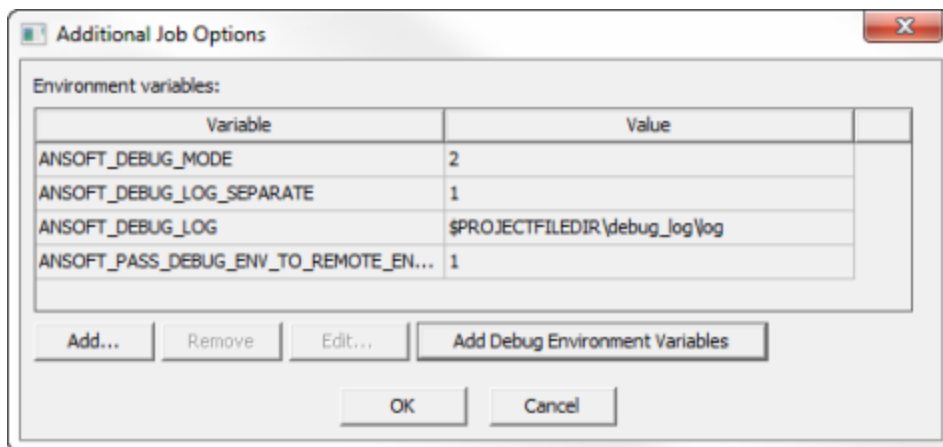 Additional Job Options
Environment variables:
Variable Value
ANSOFT_DEBUG_MODE 2
ANSOFT_DEBUG_LOG_SEPARATE 1
ANSOFT_DEBUG_LOG $PROJECTFILEDIR\debug_log\log
ANSOFT_PASS_DEBUG_ENV_TO_REMOTE_EN... 1
Add... Remove Edit... Add Debug Environment Variables
OK Cancel